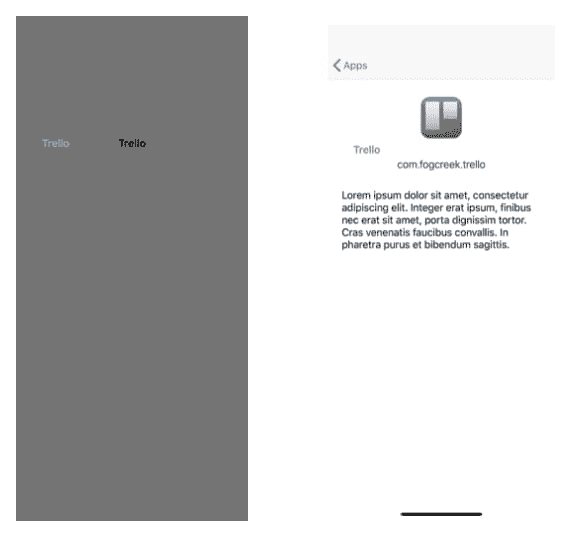 Trello Trello
Apps
Trello
com.fogcreek.trello
Lorem ipsum dolor sit amet, consectetur
adipiscing elit. Integer erat ipsum, finibus
nec erat sit amet, porta dignissim tortor.
Cras venenatis faucibus convallis. In
pharetra purus et bibendum sagittis.